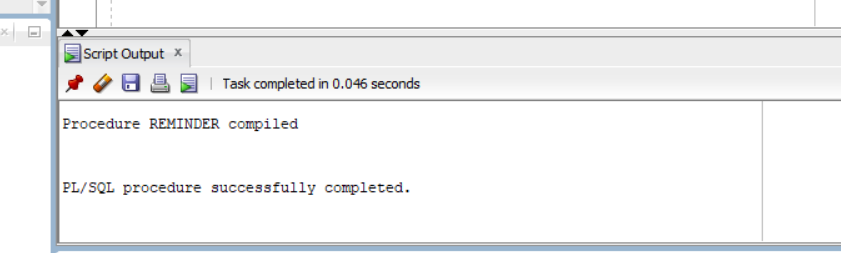 Script Output x
Task completed in 0.046 seconds
Procedure REMINDER compiled
PL/SQL procedure successfully completed.